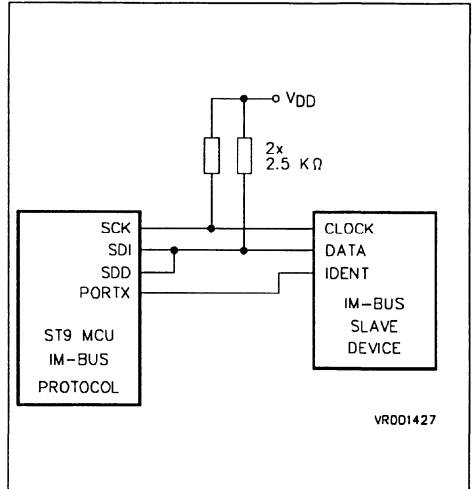 VDD
2x
2.5 KΩ
SCK
SDI
SDD
PORTX
ST9 MCU
IM-BUS
PROTOCOL
CLOCK
DATA
IDENT
IM-BUS
SLAVE
DEVICE
VR001427